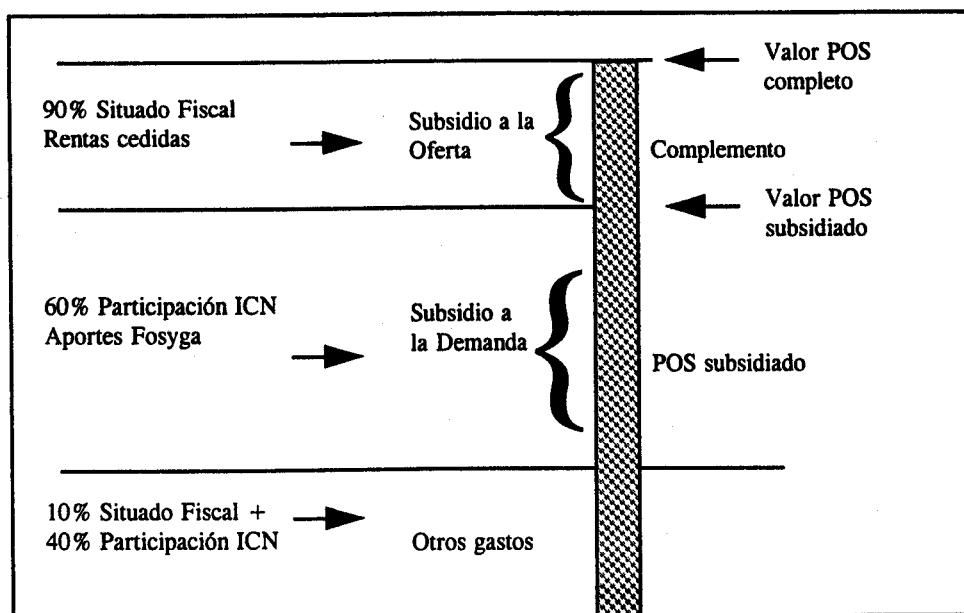 Valor POS
completo
90% Situado Fiscal
Rentas cedidas
Subsidio a la
Oferta
Complemento
Valor POS
subsidiado
60% Participación ICN
Aportes Fosyga
Subsidio a
la Demanda
POS subsidiado
10% Situado Fiscal +
40% Participación ICN
Otros gastos